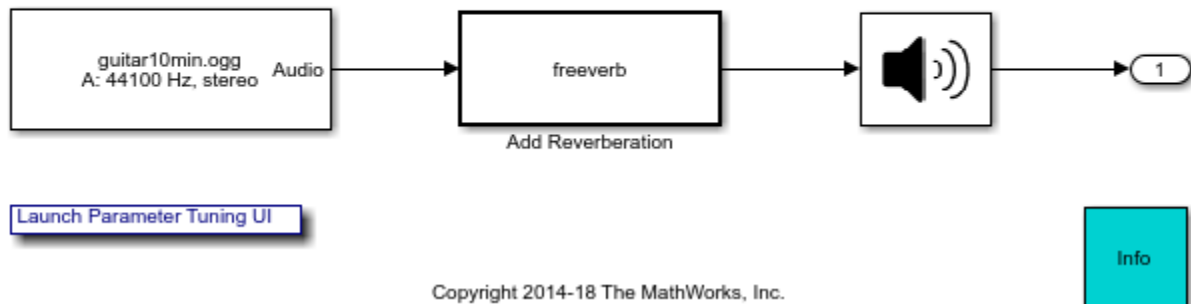 guitar10min.ogg
A: 44100 Hz, stereo
Audio
freeverb
Add Reverberation
1
Launch Parameter Tuning UI
Info
Copyright 2014-18 The MathWorks, Inc.